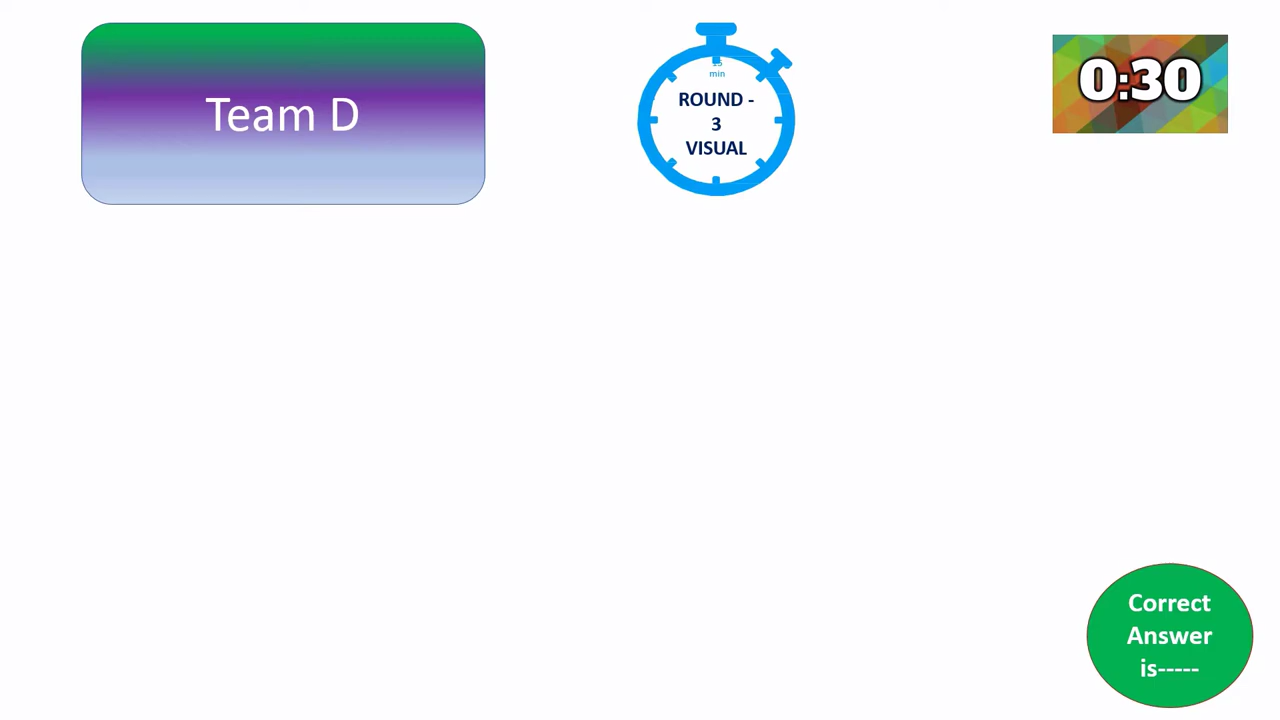 Team D
min
ROUND -
3
VISUAL
0:30
Correct
Answer
is-----